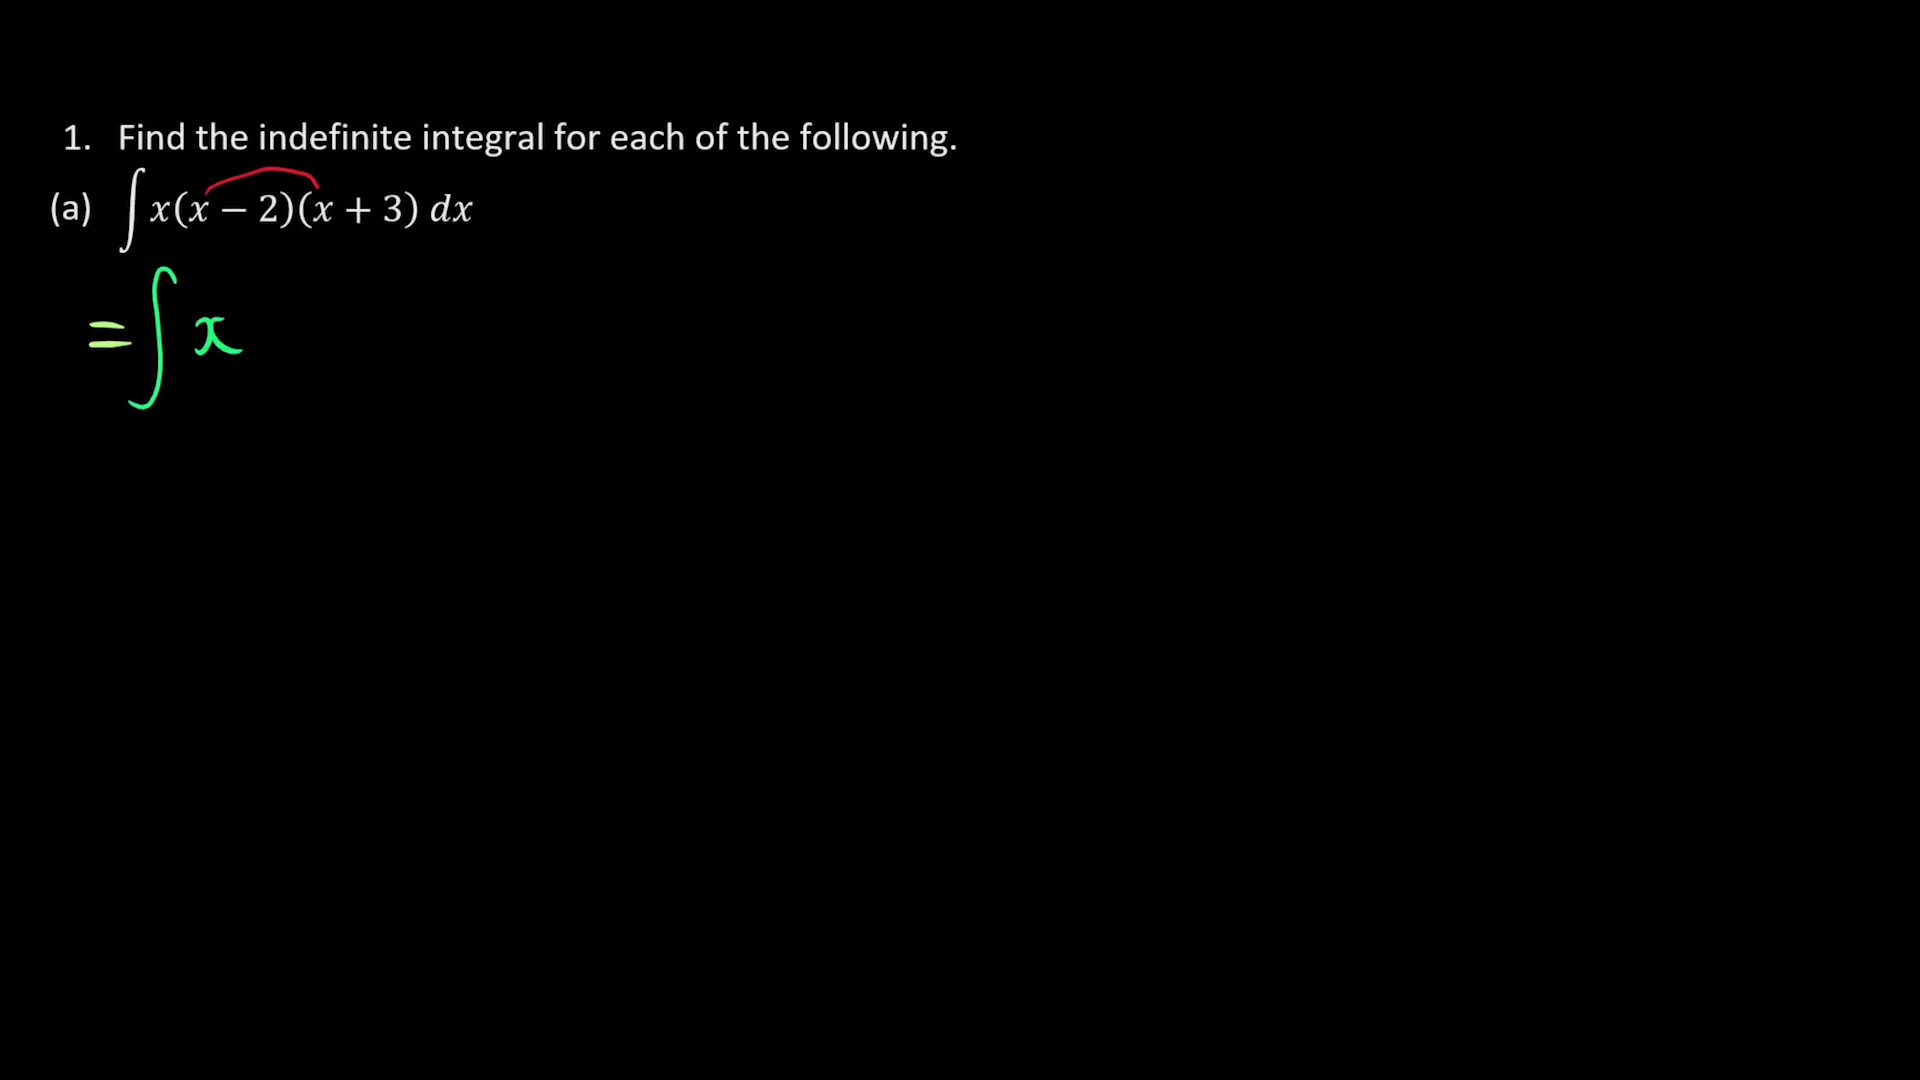 1. Find the indefinite integral for each of the following.
(a) ∫ x(x − 2)(x + 3) dx
= ∫ x